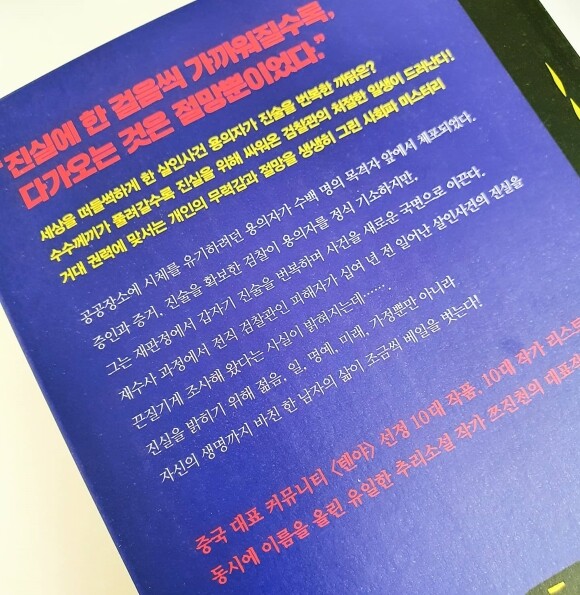 “진실에 한 걸음씩 가까워질수록,
다가오는 것은 절망뿐이었다.”
세상을 떠들썩하게 한 살인사건 용의자가 진술을 번복한 까닭은?
수수께끼가 풀려갈수록 진실을 위해 싸워온 검찰관의 처절한 일생이 드러난다!
거대 권력에 맞서는 개인의 무력감과 절망을 생생히 그린 사회파 미스터리
공공장소에 시체를 유기하려던 용의자가 수백 명의 목격자 앞에서 체포되었다.
증인과 증거, 진술을 확보한 검찰이 용의자를 정식 기소하지만,
그는 재판정에서 갑자기 진술을 번복하며 사건을 새로운 국면으로 이끈다.
재수사 과정에서 전직 검찰관인 피해자가 십여 년 전 일어난 살인사건의 진실을
끈질기게 조사해 왔다는 사실이 밝혀지는데…….
진실을 밝히기 위해 젊음, 일, 명예, 미래, 가정뿐만 아니라
자신의 생명까지 바친 한 남자의 삶이 조금씩 베일을 벗는다!
중국 대표 커뮤니티 〈톈야〉 선정 10대 작품, 10대 작가 리스트
동시에 이름을 올린 유일한 추리소설 작가 쯔진천의